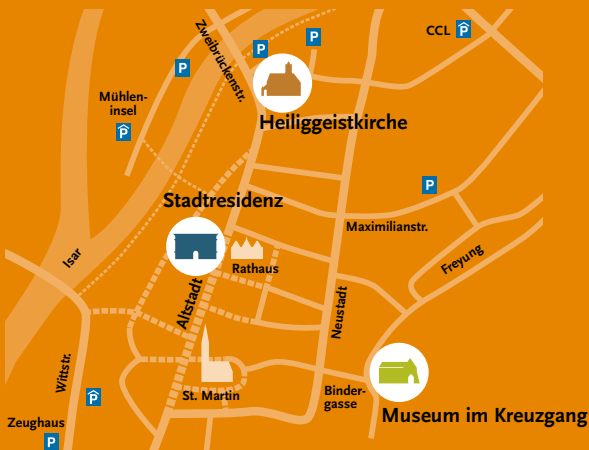 Zweibrückenstr.
P
P
P
CCL P
Mühlen-
insel
P
Heiliggeistkirche
P
Stadtresidenz
Maximilianstr.
Isar
Rathaus
Freyung
Altstadt
Neustadt
Wittstr.
St. Martin
Binder-
gasse
P
Museum im Kreuzgang
Zeughaus
P